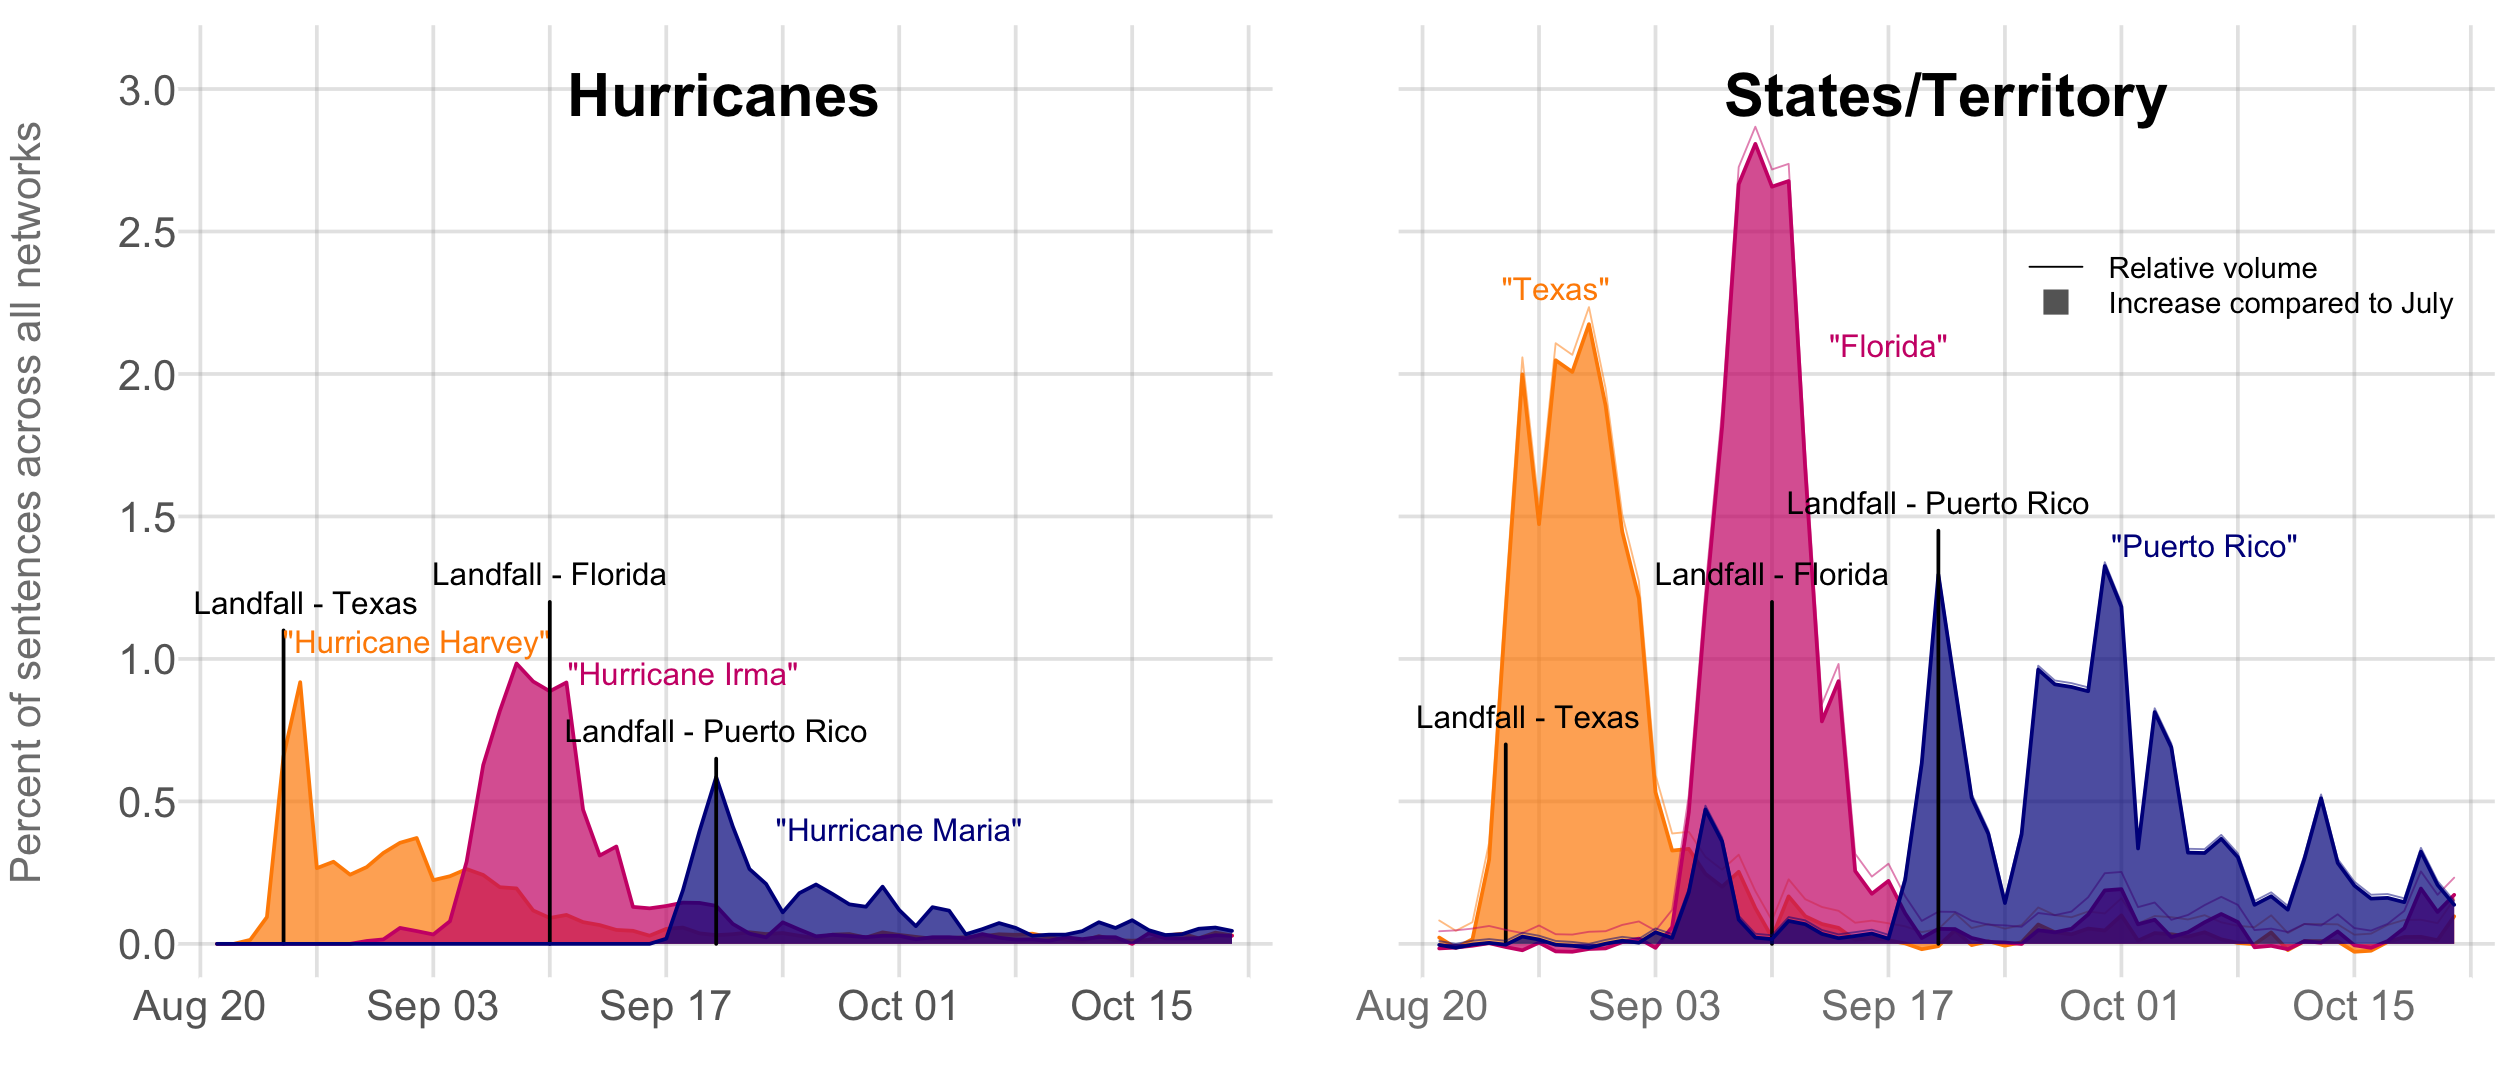 Hurricanes
States/Territory
Percent of sentences across all networks
3.0
2.5
2.0
1.5
1.0
0.5
0.0
Landfall - Texas
"Hurricane Harvey"
Landfall - Florida
"Hurricane Irma"
Landfall - Puerto Rico
"Hurricane Maria"
Aug 20
Sep 03
Sep 17
Oct 01
Oct 15
Relative volume
Increase compared to July
"Texas"
"Florida"
Landfall - Puerto Rico
"Puerto Rico"
Landfall - Florida
Landfall - Texas
Aug 20
Sep 03
Sep 17
Oct 01
Oct 15